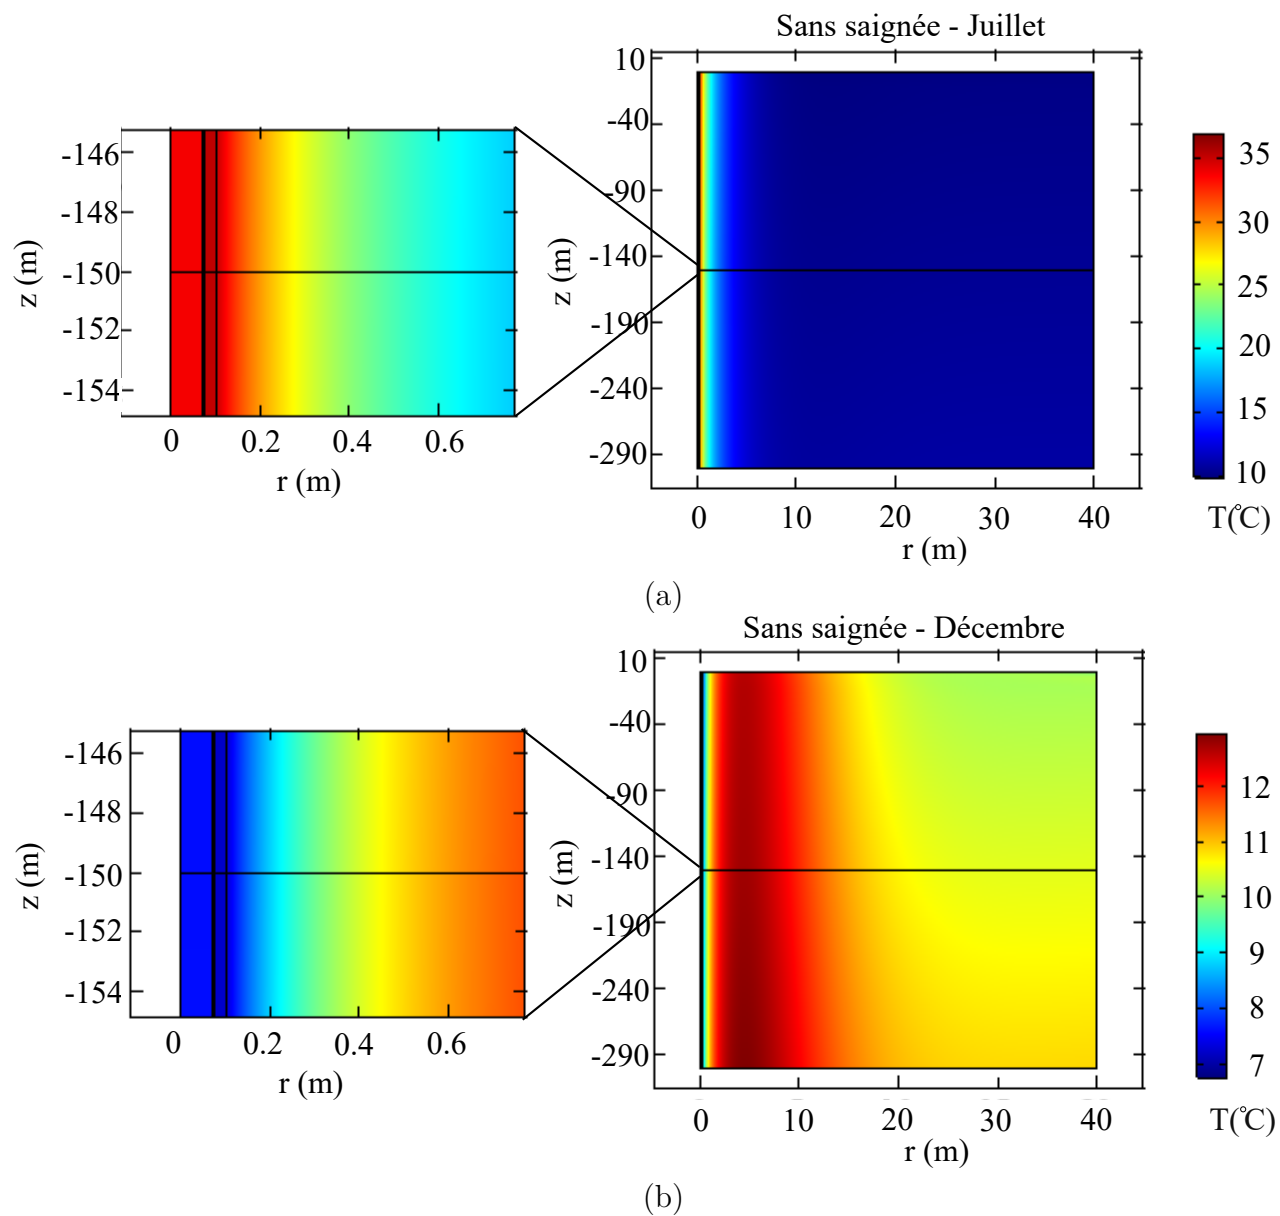 Sans saignée - Juillet
10
-40
-90
-140
-190
-240
-290
z (m)
0 10 20 30 40
r (m)
-146
-148
-150
-152
-154
z (m)
0 0.2 0.4 0.6
r (m)
35
30
25
20
15
10
T(°C)
(a)
Sans saignée - Décembre
10
-40
-90
-140
-190
-240
-290
z (m)
0 10 20 30 40
r (m)
-146
-148
-150
-152
-154
z (m)
0 0.2 0.4 0.6
r (m)
12
11
10
9
8
7
T(°C)
(b)